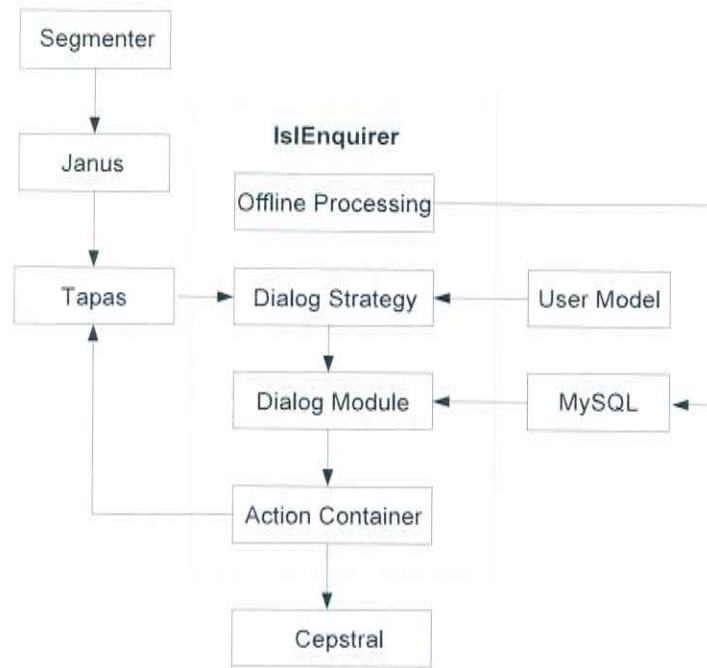 Segmenter
IslEnquirer
Janus
Offline Processing
Tapas
Dialog Strategy
User Model
Dialog Module
MySQL
Action Container
Cepstral